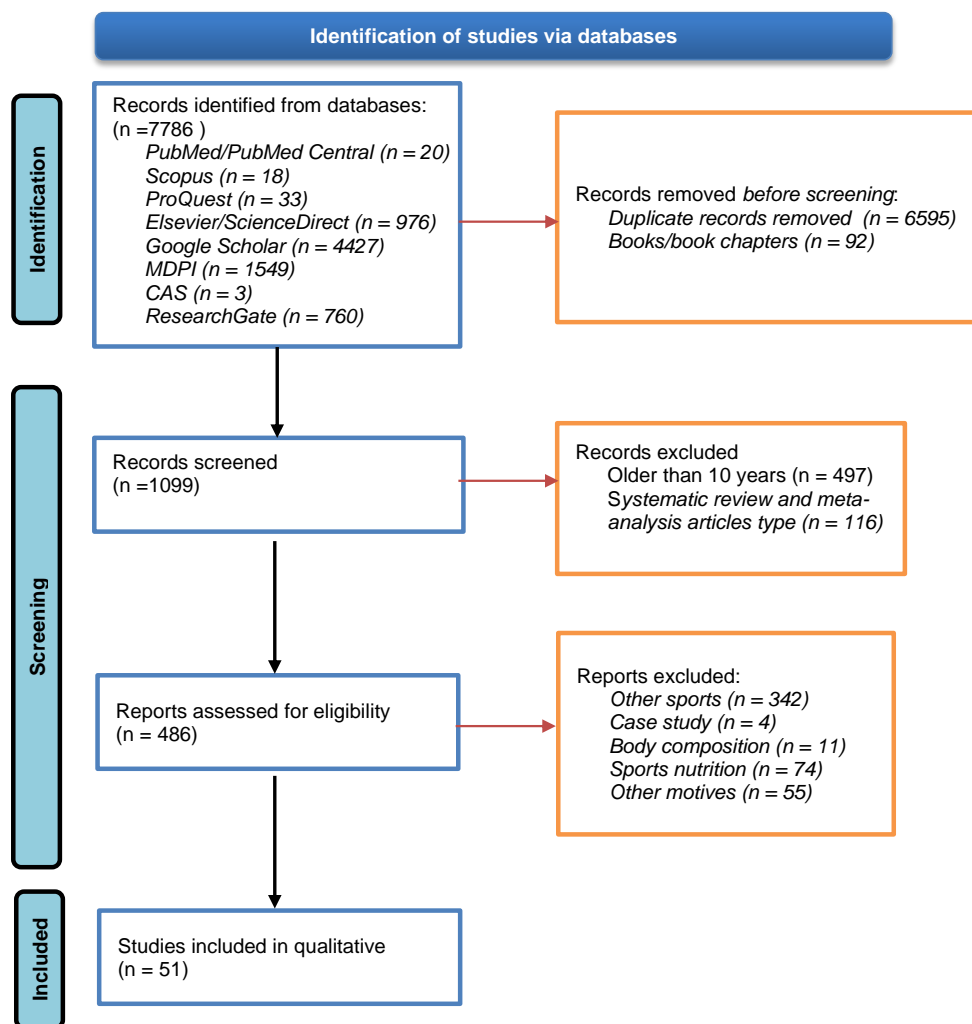 Identification of studies via databases
Identification
Records identified from databases:
(n =7786 )
PubMed/PubMed Central (n = 20)
Scopus (n = 18)
ProQuest (n = 33)
Elsevier/ScienceDirect (n = 976)
Google Scholar (n = 4427)
MDPI (n = 1549)
CAS (n = 3)
ResearchGate (n = 760)
Records removed before screening:
Duplicate records removed (n = 6595)
Books/book chapters (n = 92)
Screening
Records screened
(n =1099)
Records excluded
Older than 10 years (n = 497)
Systematic review and meta-
analysis articles type (n = 116)
Reports assessed for eligibility
(n = 486)
Reports excluded:
Other sports (n = 342)
Case study (n = 4)
Body composition (n = 11)
Sports nutrition (n = 74)
Other motives (n = 55)
Included
Studies included in qualitative
(n = 51)